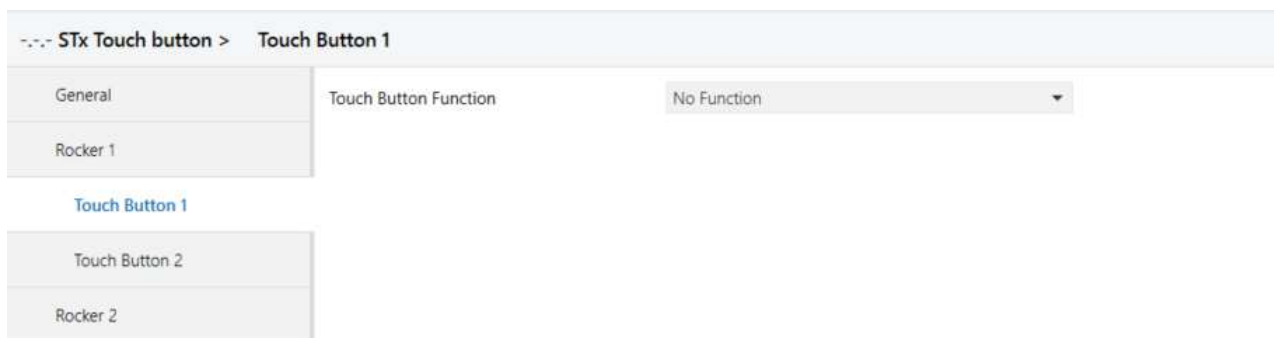 -.-.- STx Touch button > Touch Button 1
General
Touch Button Function No Function
Rocker 1
Touch Button 1
Touch Button 2
Rocker 2